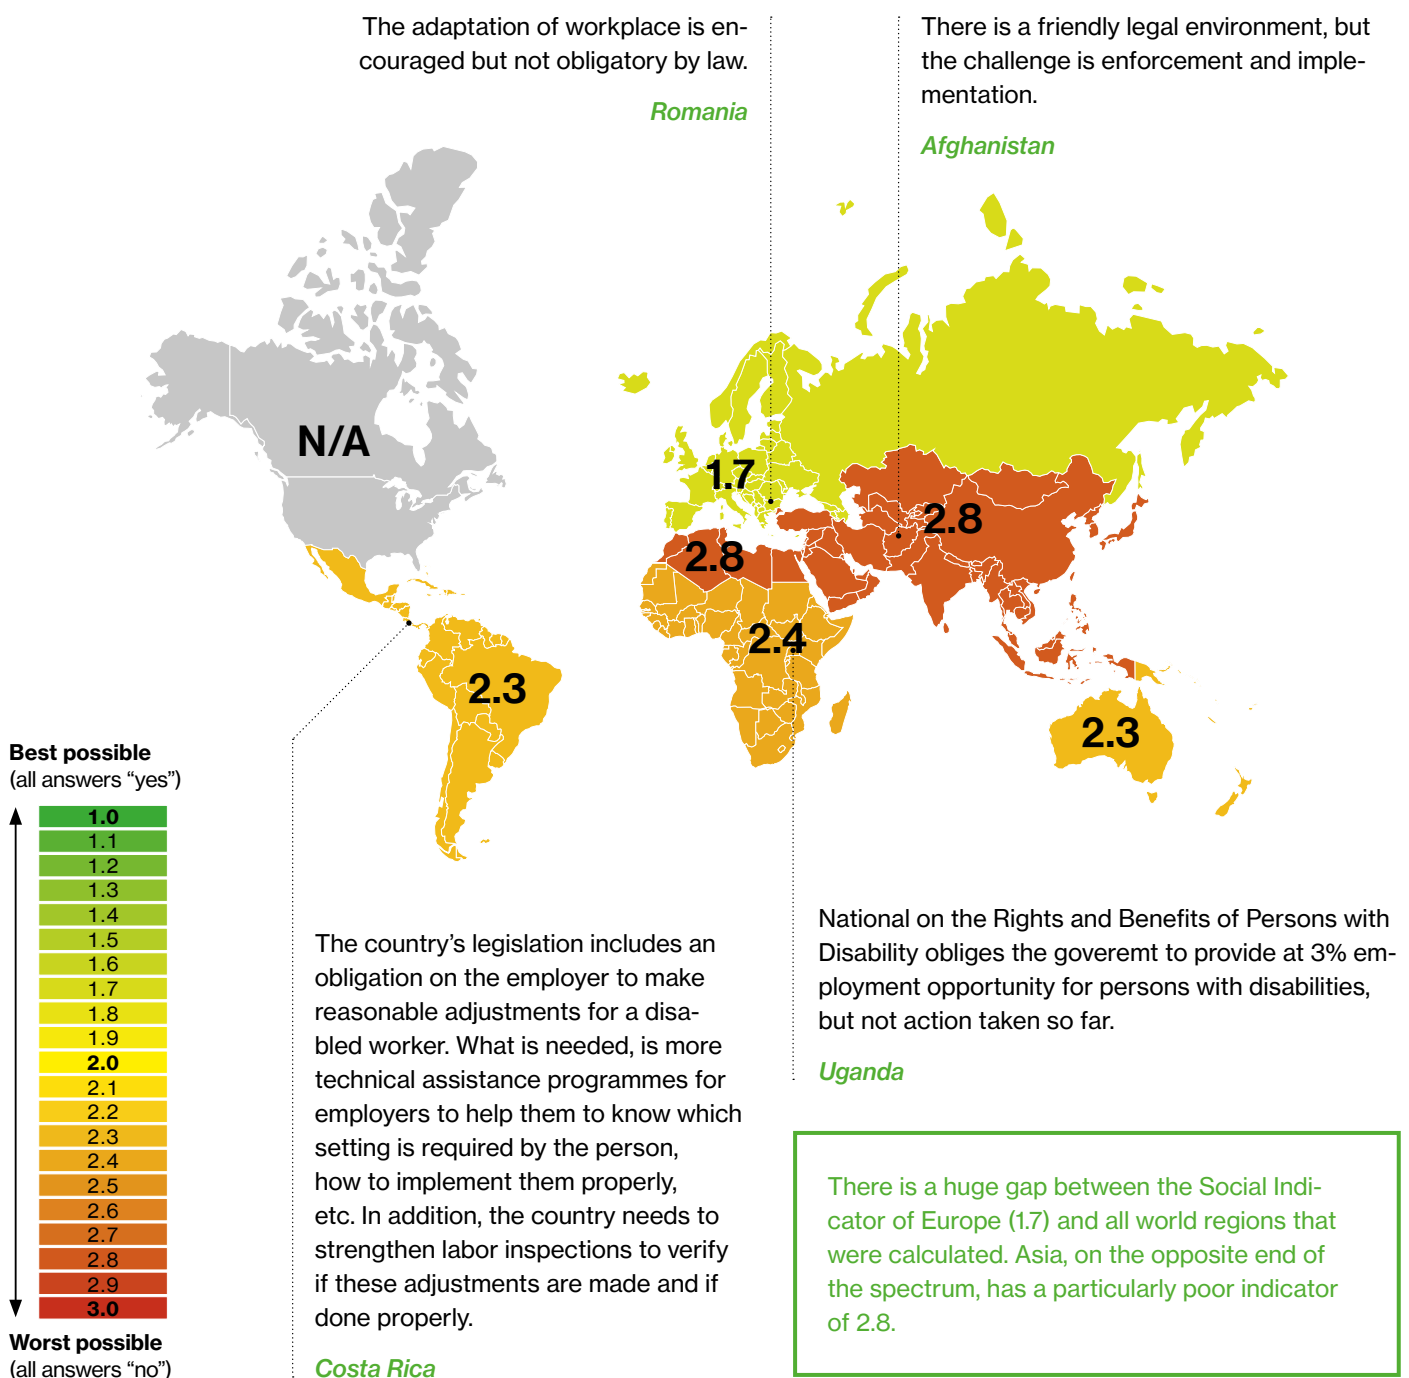 The adaptation of workplace is en-
couraged but not obligatory by law.
Romania
There is a friendly legal environment, but
the challenge is enforcement and imple-
mentation.
Afghanistan
N/A
1.7
2.8
2.8
2.4
2.3
2.3
Best possible
(all answers “yes”)
1.0
1.1
1.2
1.3
1.4
1.5
1.6
1.7
1.8
1.9
2.0
2.1
2.2
2.3
2.4
2.5
2.6
2.7
2.8
2.9
3.0
Worst possible
(all answers “no”)
The country’s legislation includes an
obligation on the employer to make
reasonable adjustments for a disa-
bled worker. What is needed, is more
technical assistance programmes for
employers to help them to know which
setting is required by the person,
how to implement them properly,
etc. In addition, the country needs to
strengthen labor inspections to verify
if these adjustments are made and if
done properly.
Costa Rica
National on the Rights and Benefits of Persons with
Disability obliges the goveremt to provide at 3% em-
ployment opportunity for persons with disabilities,
but not action taken so far.
Uganda
There is a huge gap between the Social Indi-
cator of Europe (1.7) and all world regions that
were calculated. Asia, on the opposite end of
the spectrum, has a particularly poor indicator
of 2.8.